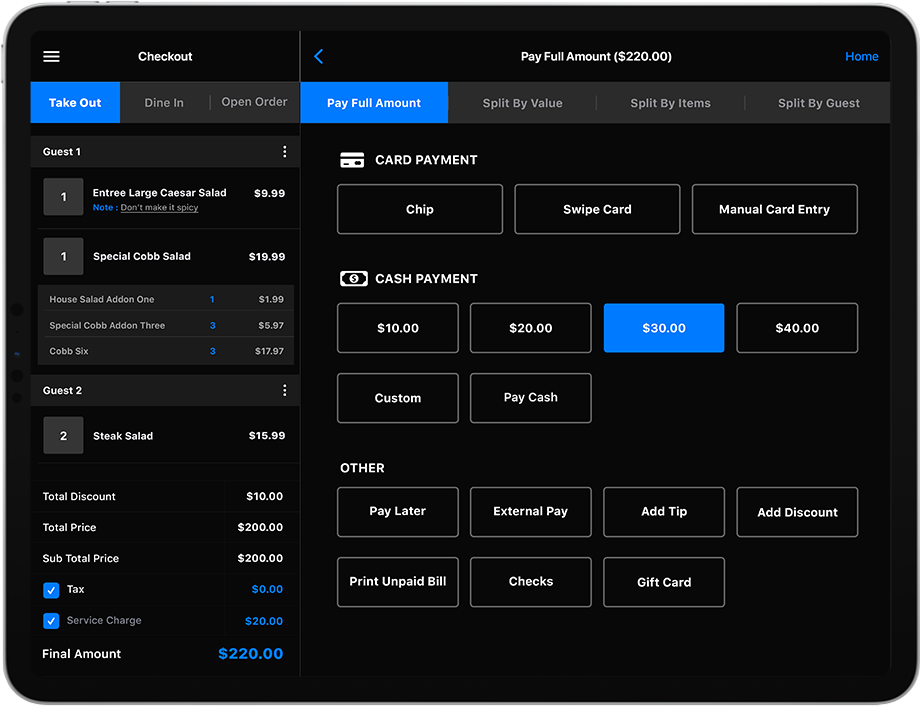 Checkout
Take Out Dine In Open Order
Guest 1
1 Entree Large Caesar Salad $9.99
Note : Don't make it spicy
1 Special Cobb Salad $19.99
House Salad Addon One 1 $1.99
Special Cobb Addon Three 3 $5.97
Cobb Six 3 $17.97
Guest 2
2 Steak Salad $15.99
Total Discount $10.00
Total Price $200.00
Sub Total Price $200.00
Tax $0.00
Service Charge $20.00
Final Amount $220.00
Pay Full Amount ($220.00) Home
Pay Full Amount Split By Value Split By Items Split By Guest
CARD PAYMENT
Chip Swipe Card Manual Card Entry
CASH PAYMENT
$10.00 $20.00 $30.00 $40.00
Custom Pay Cash
OTHER
Pay Later External Pay Add Tip Add Discount
Print Unpaid Bill Checks Gift Card